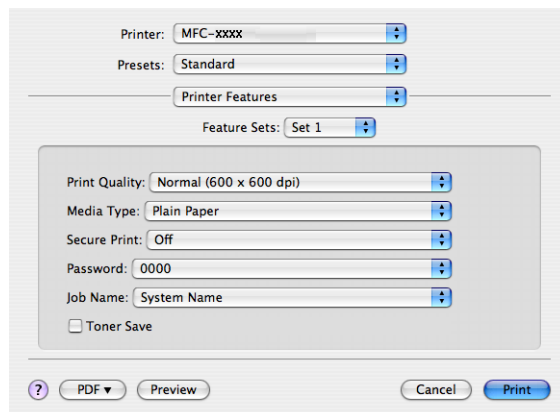 Printer: MFC-xxxx
Presets: Standard
Printer Features
Feature Sets: Set 1
Print Quality: Normal (600 x 600 dpi)
Media Type: Plain Paper
Secure Print: Off
Password: 0000
Job Name: System Name
Toner Save
? PDF▼ Preview Cancel Print